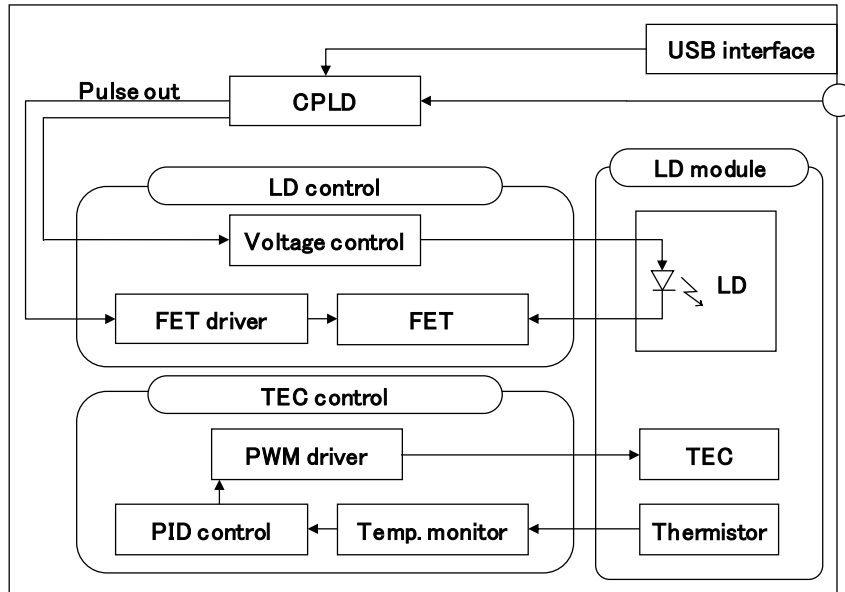 USB interface
Pulse out
CPLD
LD control
LD module
Voltage control
LD
FET driver
FET
TEC control
PWM driver
TEC
PID control
Temp. monitor
Thermistor